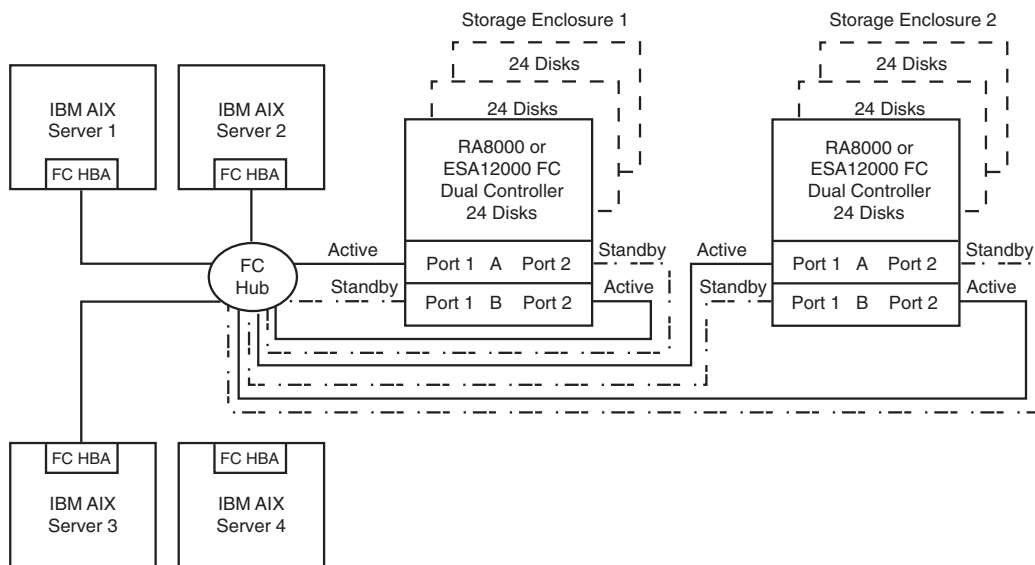 Storage Enclosure 1
Storage Enclosure 2
24 Disks
24 Disks
24 Disks
24 Disks
IBM AIX
Server 1
FC HBA
IBM AIX
Server 2
FC HBA
RA8000 or
ESA12000 FC
Dual Controller
24 Disks
RA8000 or
ESA12000 FC
Dual Controller
24 Disks
FC
Hub
Active
Port 1 A Port 2
Standby
Standby
Port 1 B Port 2
Active
Active
Port 1 A Port 2
Standby
Standby
Port 1 B Port 2
Active
FC HBA
IBM AIX
Server 3
FC HBA
IBM AIX
Server 4